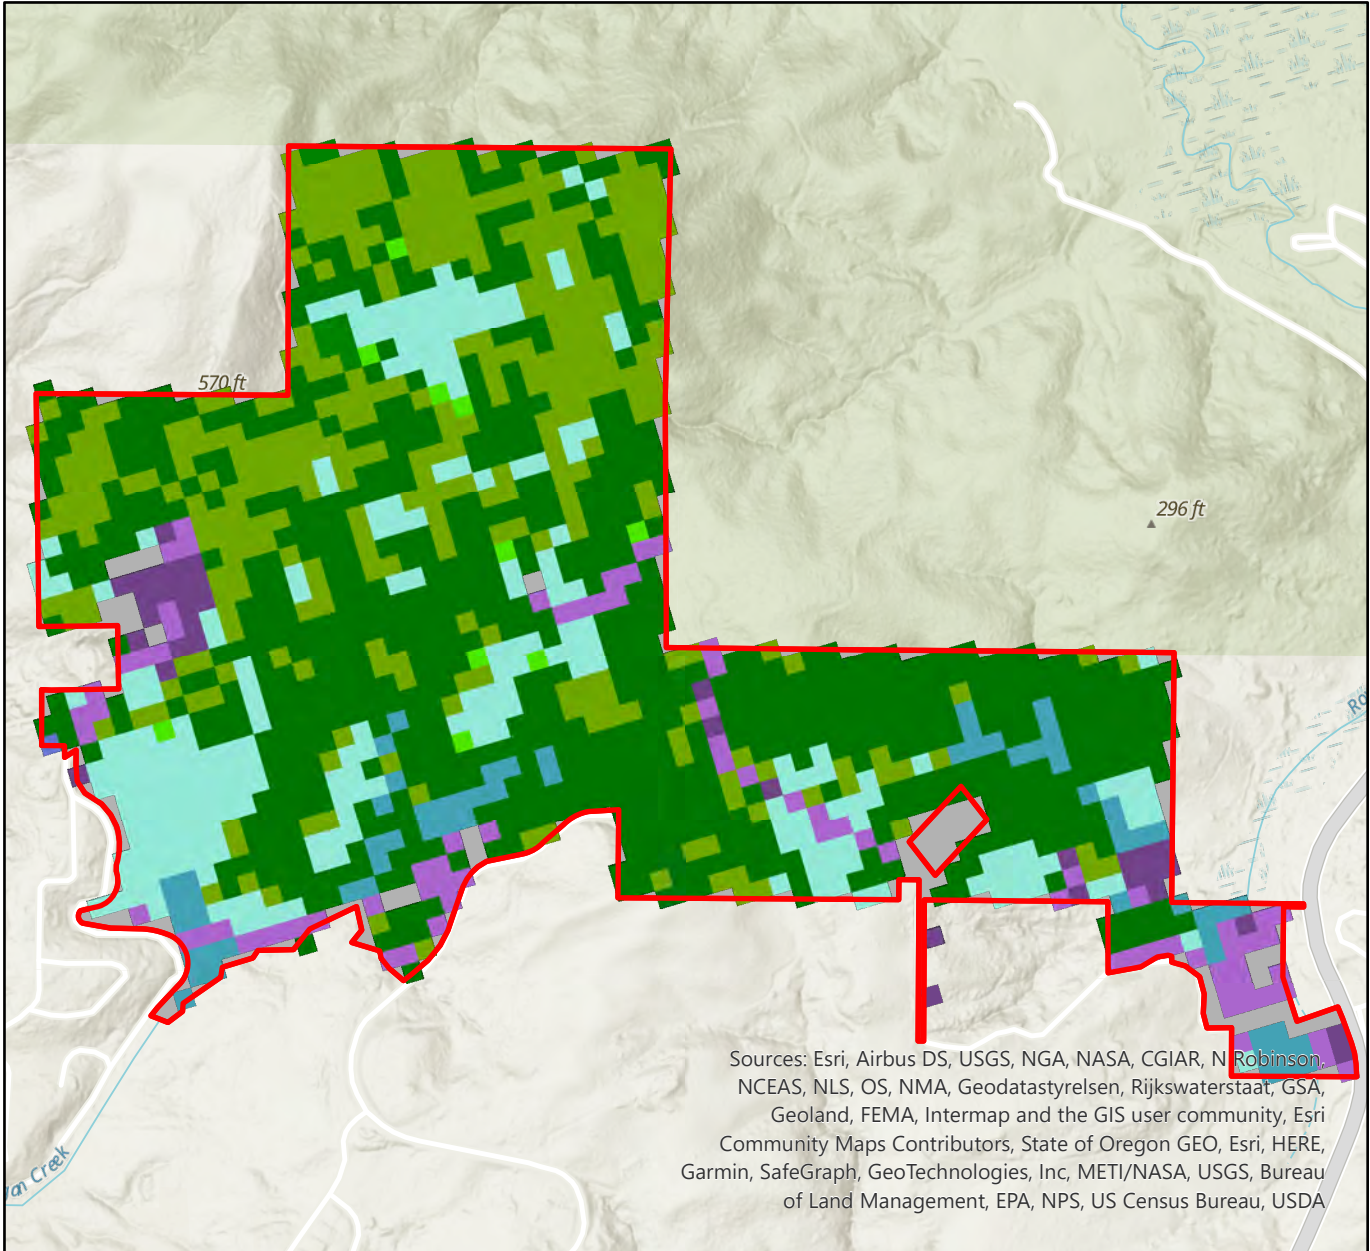 570 ft
296 ft
Ro
Sources: Esri, Airbus DS, USGS, NGA, NASA, CGIAR, N Robinson,
NCEAS, NLS, OS, NMA, Geodatastyrelsen, Rijkswaterstaat, GSA,
Geoland, FEMA, Intermap and the GIS user community, Esri
Community Maps Contributors, State of Oregon GEO, Esri, HERE,
Garmin, SafeGraph, GeoTechnologies, Inc, METI/NASA, USGS, Bureau
of Land Management, EPA, NPS, US Census Bureau, USDA
Creek